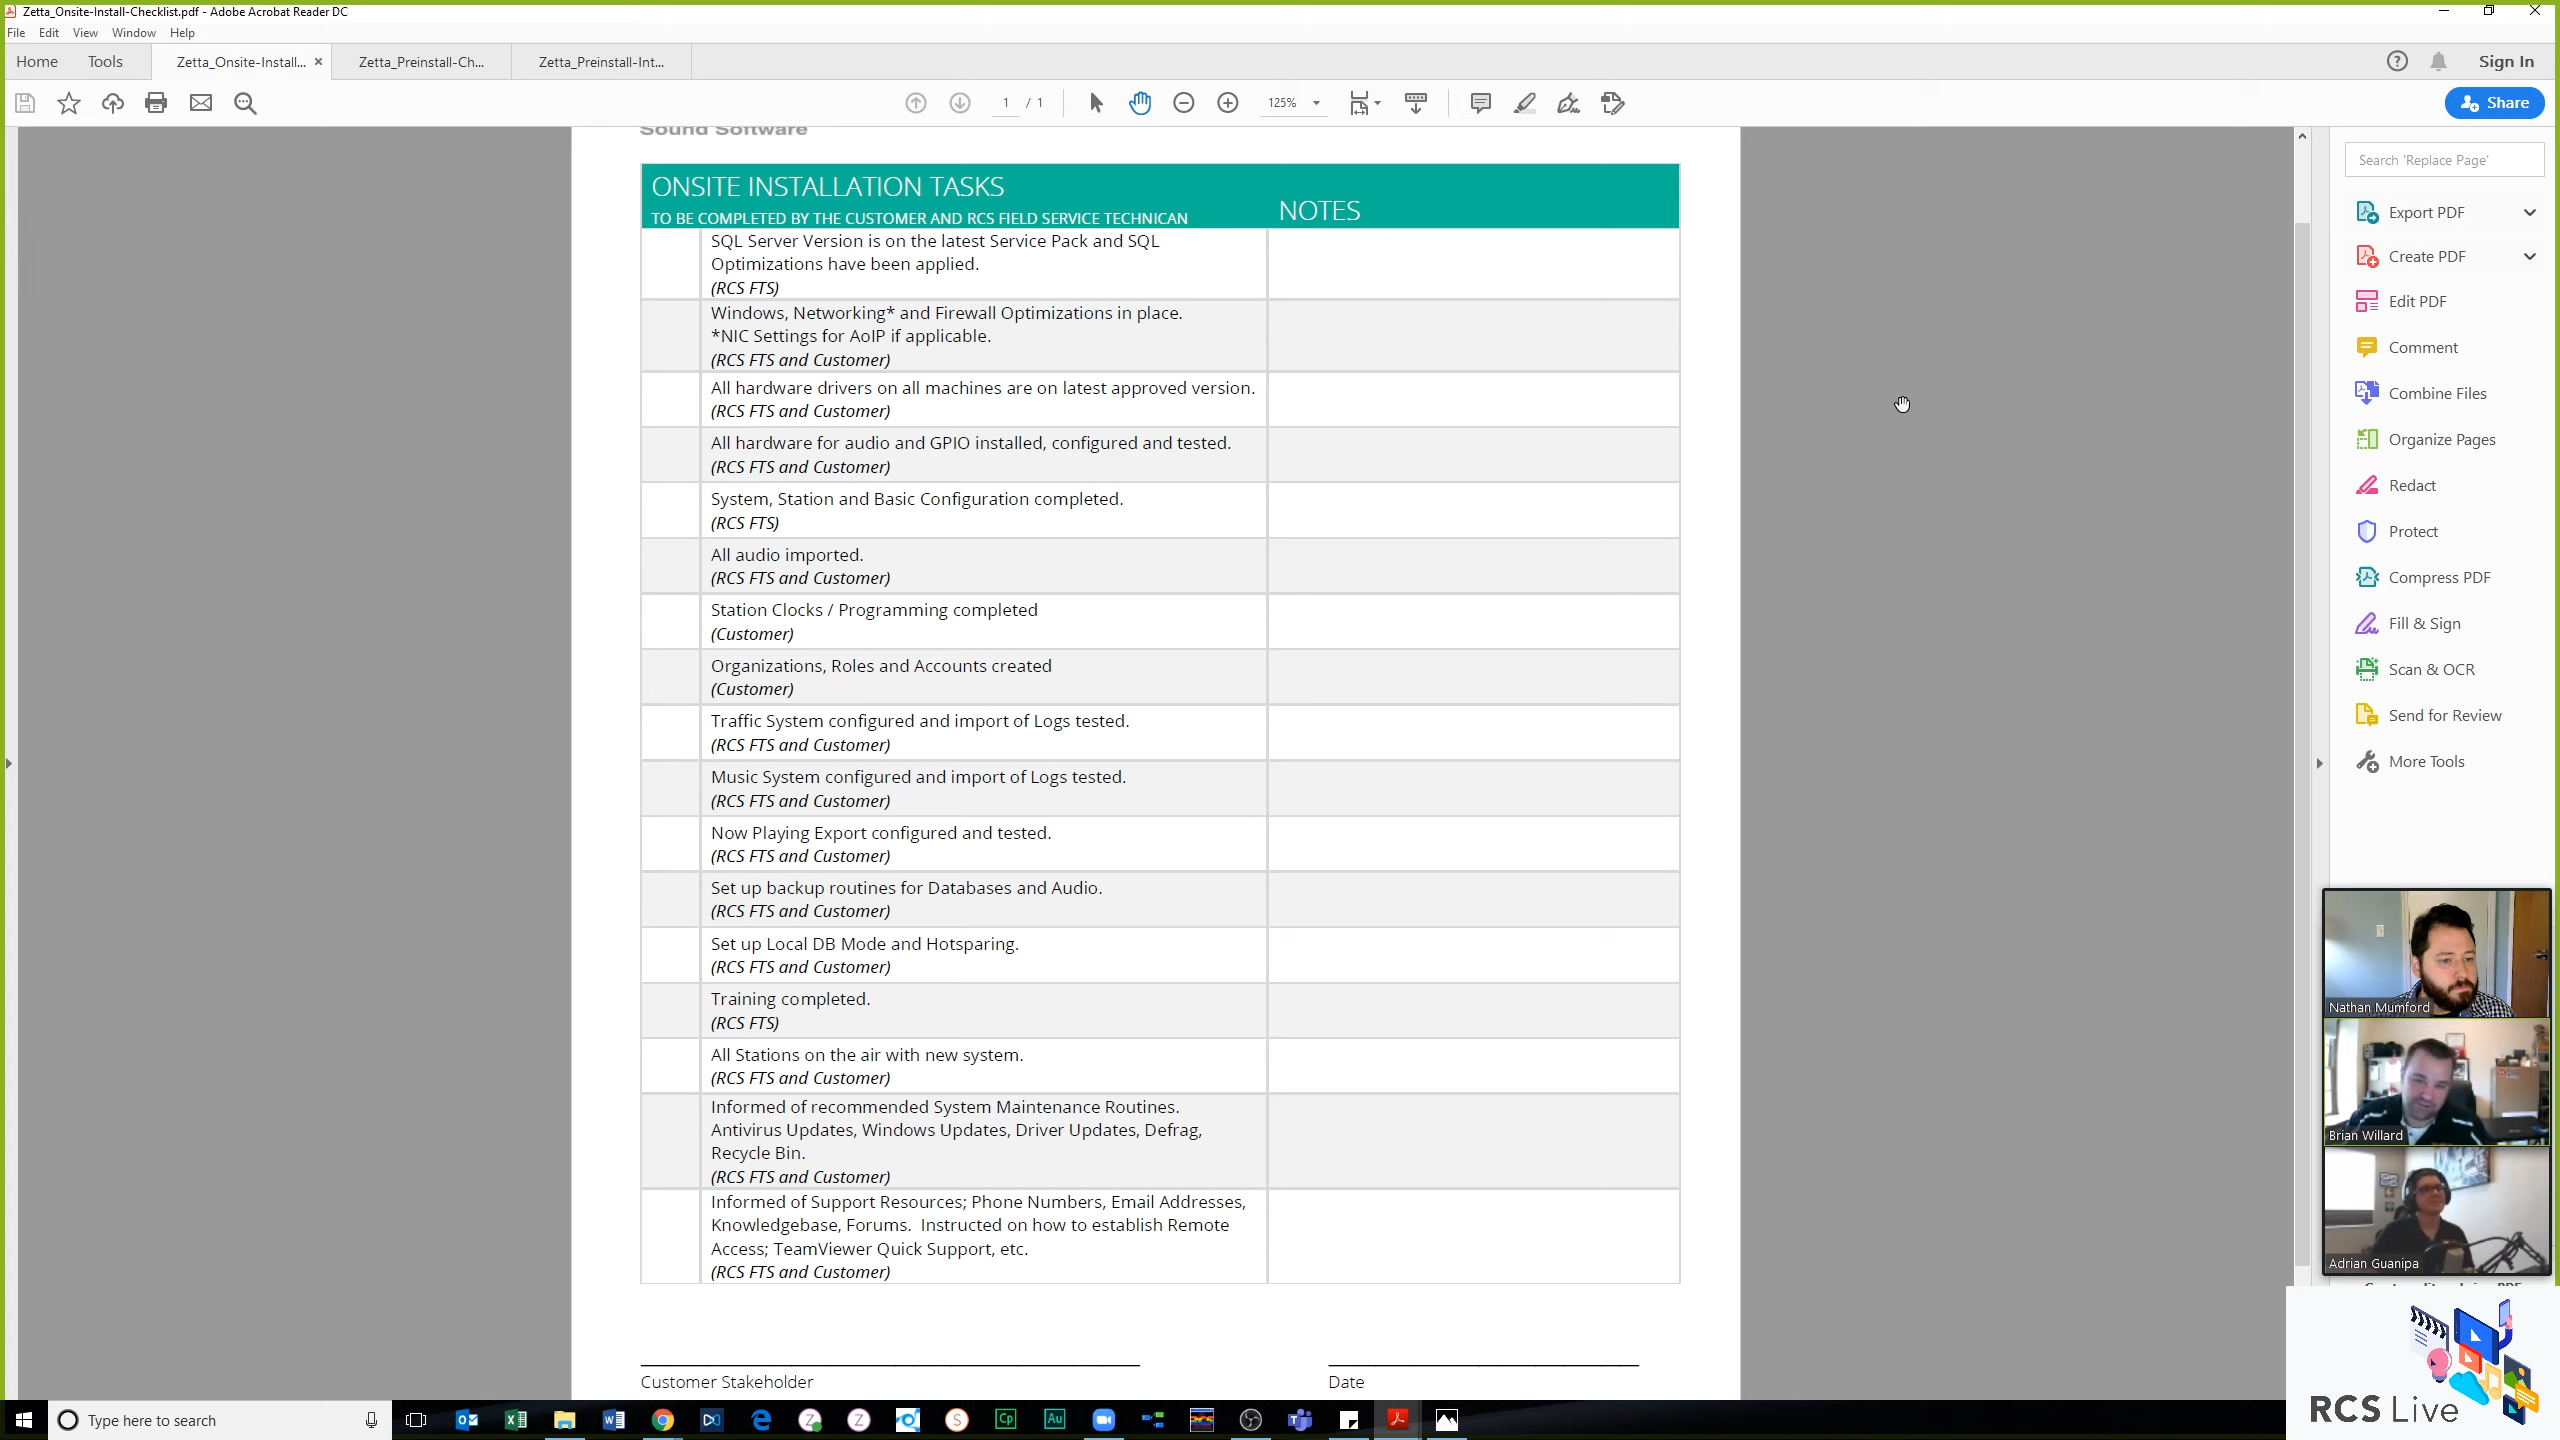 Zetta_Onsite-Install-Checklist.pdf - Adobe Acrobat Reader DC
File Edit View Window Help
Home Tools Zetta_Onsite-Install... × Zetta_Preinstall-Ch... Zetta_Preinstall-Int... Sign In
1 / 1 125% Share
Sound Software
Search 'Replace Page'
ONSITE INSTALLATION TASKS
TO BE COMPLETED BY THE CUSTOMER AND RCS FIELD SERVICE TECHNICAN
NOTES
SQL Server Version is on the latest Service Pack and SQL
Optimizations have been applied.
(RCS FTS)
Windows, Networking* and Firewall Optimizations in place.
*NIC Settings for AoIP if applicable.
(RCS FTS and Customer)
All hardware drivers on all machines are on latest approved version.
(RCS FTS and Customer)
All hardware for audio and GPIO installed, configured and tested.
(RCS FTS and Customer)
System, Station and Basic Configuration completed.
(RCS FTS)
All audio imported.
(RCS FTS and Customer)
Station Clocks / Programming completed
(Customer)
Organizations, Roles and Accounts created
(Customer)
Traffic System configured and import of Logs tested.
(RCS FTS and Customer)
Music System configured and import of Logs tested.
(RCS FTS and Customer)
Now Playing Export configured and tested.
(RCS FTS and Customer)
Set up backup routines for Databases and Audio.
(RCS FTS and Customer)
Set up Local DB Mode and Hotsparing.
(RCS FTS and Customer)
Training completed.
(RCS FTS)
All Stations on the air with new system.
(RCS FTS and Customer)
Informed of recommended System Maintenance Routines.
Antivirus Updates, Windows Updates, Driver Updates, Defrag,
Recycle Bin.
(RCS FTS and Customer)
Informed of Support Resources; Phone Numbers, Email Addresses,
Knowledgebase, Forums. Instructed on how to establish Remote
Access; TeamViewer Quick Support, etc.
(RCS FTS and Customer)
Customer Stakeholder
Date
Export PDF
Create PDF
Edit PDF
Comment
Combine Files
Organize Pages
Redact
Protect
Compress PDF
Fill & Sign
Scan & OCR
Send for Review
More Tools
Nathan Mumford
Brian Willard
Adrian Guanipa
RCS Live
Type here to search